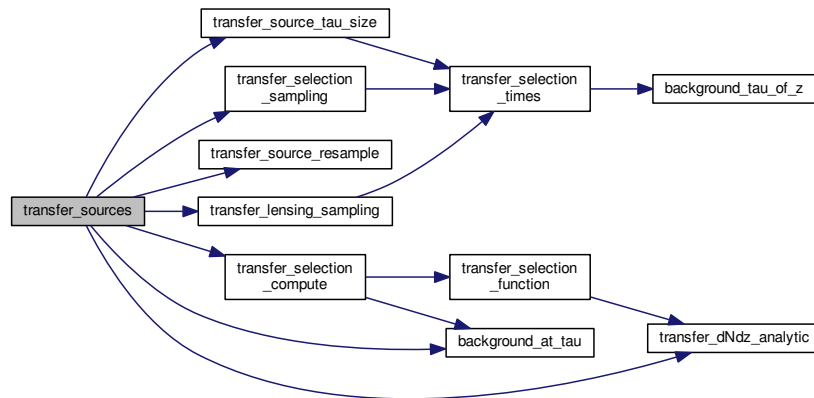 transfer_source_tau_size
transfer_selection
_sampling
transfer_selection
_times
background_tau_of_z
transfer_source_resample
transfer_sources
transfer_lensing_sampling
transfer_selection
_compute
transfer_selection
_function
background_at_tau
transfer_dNdz_analytic